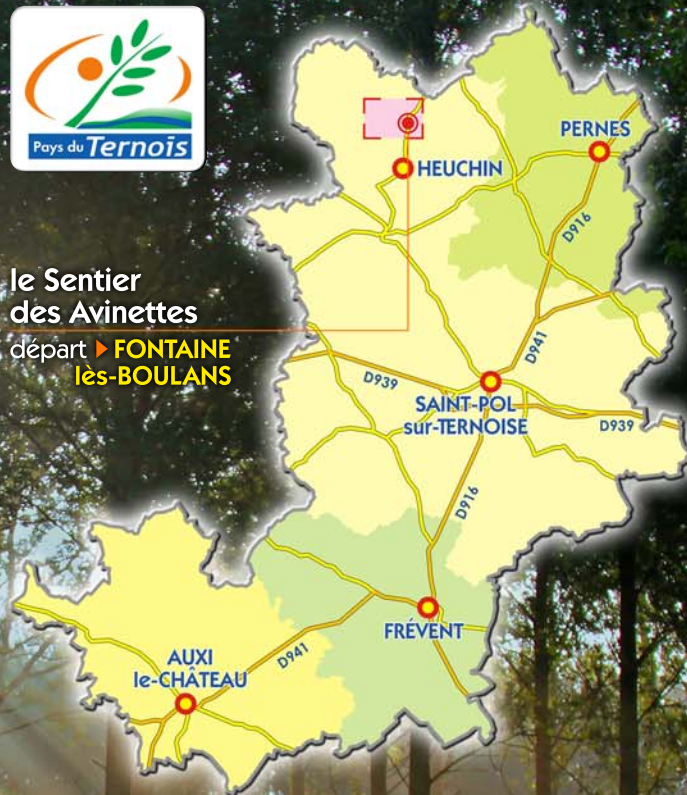 Pays du Ternois
le Sentier
des Avinettes
départ ▶ FONTAINE
lès-BOULANS
HEUCHIN
PERNES
D916
D941
D939
SAINT-POL
sur-TERNOISE
D939
D916
FRÉVENT
D941
AUXI
le-CHÂTEAU